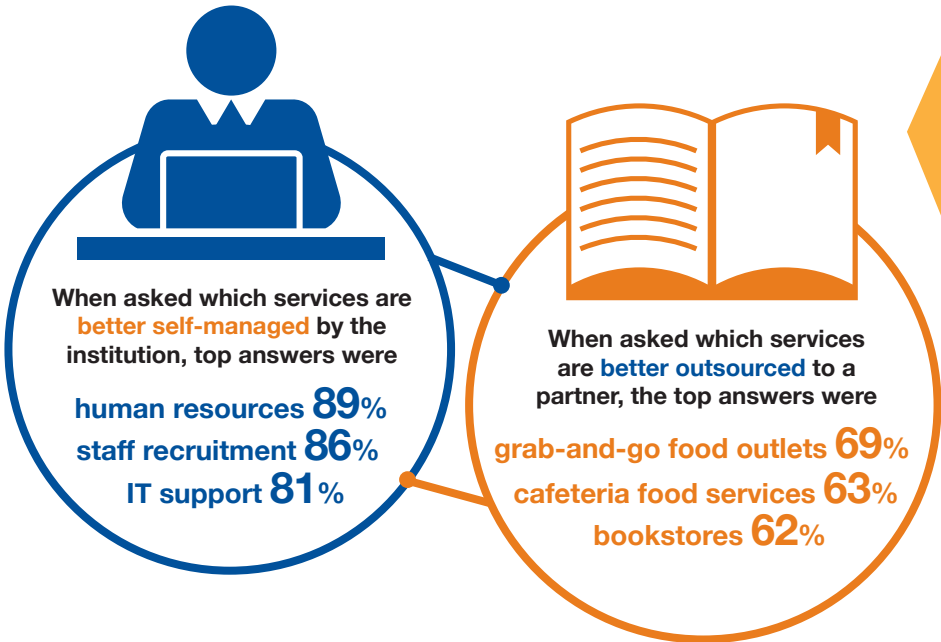 When asked which services are
better self-managed by the
institution, top answers were
human resources 89%
staff recruitment 86%
IT support 81%
When asked which services
are better outsourced to a
partner, the top answers were
grab-and-go food outlets 69%
cafeteria food services 63%
bookstores 62%